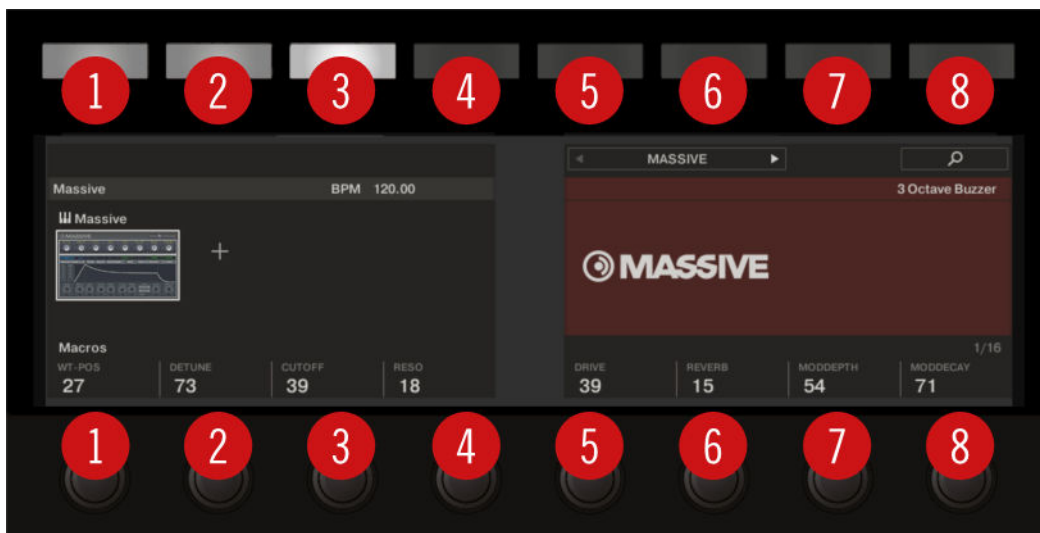 1 2 3 4 5 6 7 8
MASSIVE
Massive BPM 120.00
3 Octave Buzzer
Massive
+
MASSIVE
Macros
1/16
WT-POS DETUNE CUTOFF RESO DRIVE REVERB MODDEPTH MODDECAY
27 73 39 18 39 15 54 71
1 2 3 4 5 6 7 8